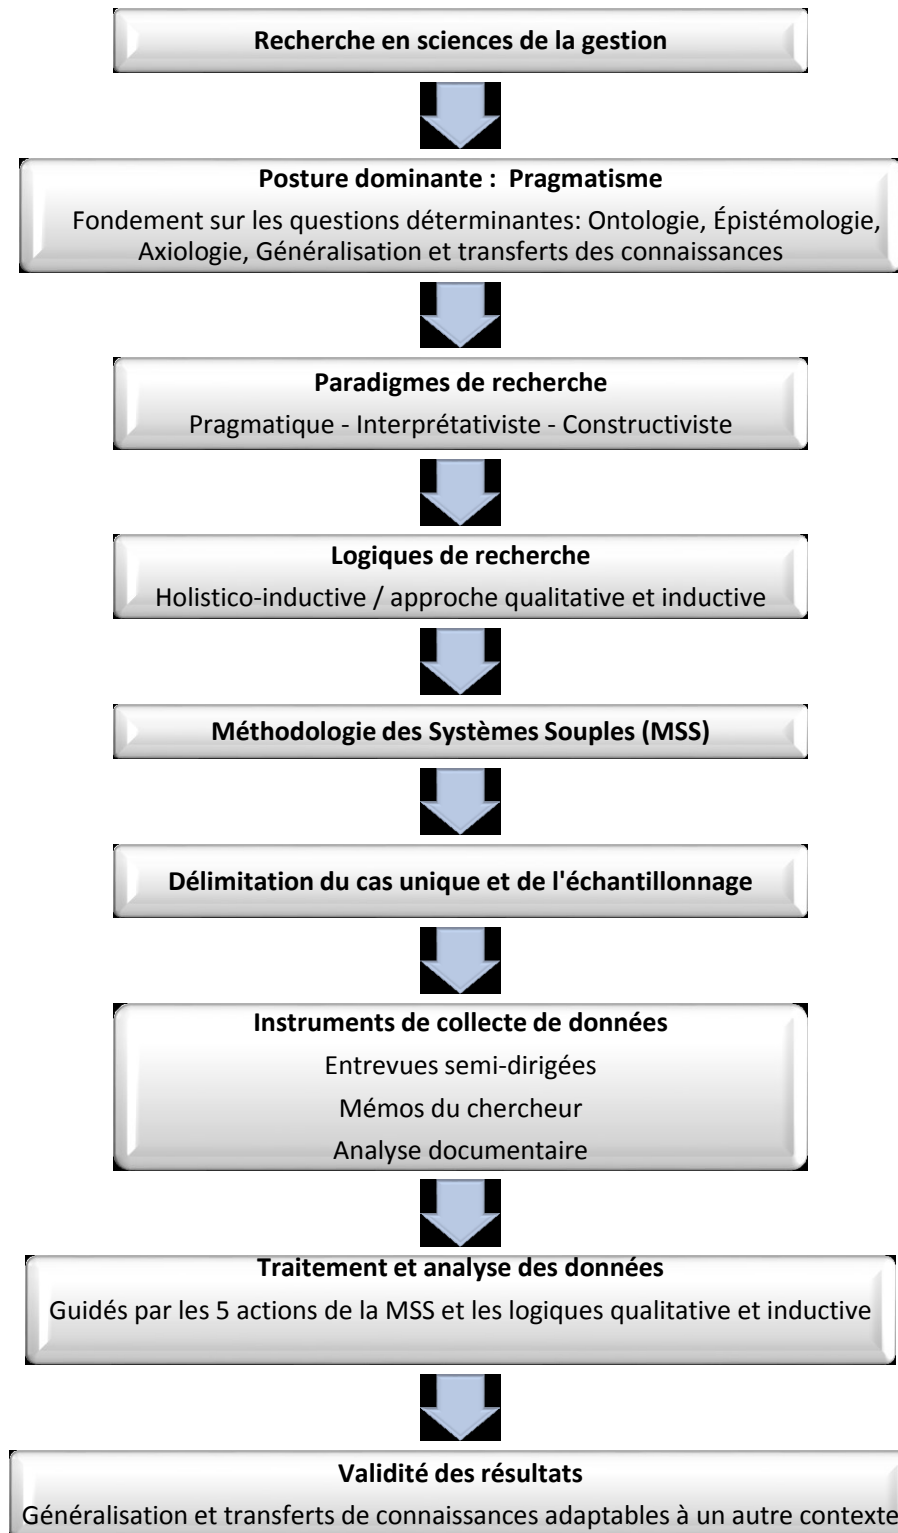 Recherche en sciences de la gestion
Posture dominante :  Pragmatisme
Fondement sur les questions déterminantes: Ontologie, Épistémologie,
Axiologie, Généralisation et transferts des connaissances
Paradigmes de recherche
Pragmatique - Interprétativiste - Constructiviste
Logiques de recherche
Holistico-inductive / approche qualitative et inductive
Méthodologie des Systèmes Souples (MSS)
Délimitation du cas unique et de l'échantillonnage
Instruments de collecte de données
Entrevues semi-dirigées
Mémos du chercheur
Analyse documentaire
Traitement et analyse des données
Guidés par les 5 actions de la MSS et les logiques qualitative et inductive
Validité des résultats
Généralisation et transferts de connaissances adaptables à un autre contexte